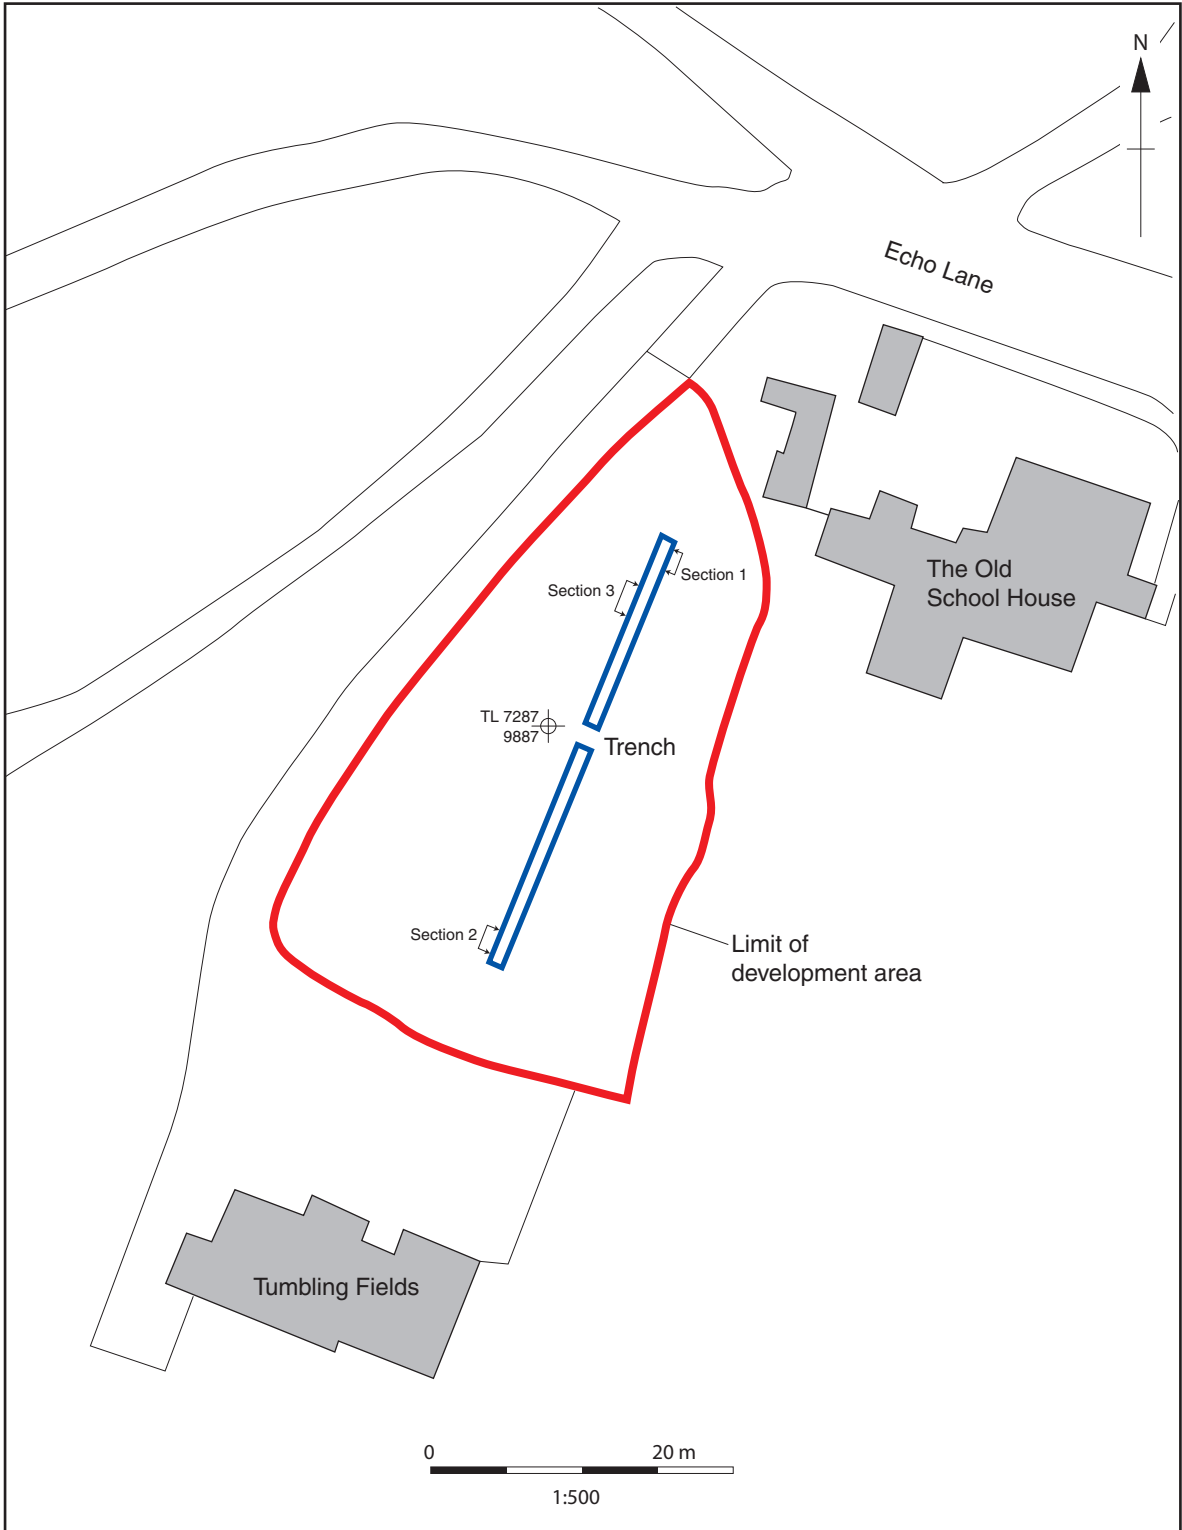 N
Echo Lane
The Old
School House
Section 1
Section 3
TL 7287
9887
Trench
Section 2
Limit of
development area
Tumbling Fields
0 20 m
1:500